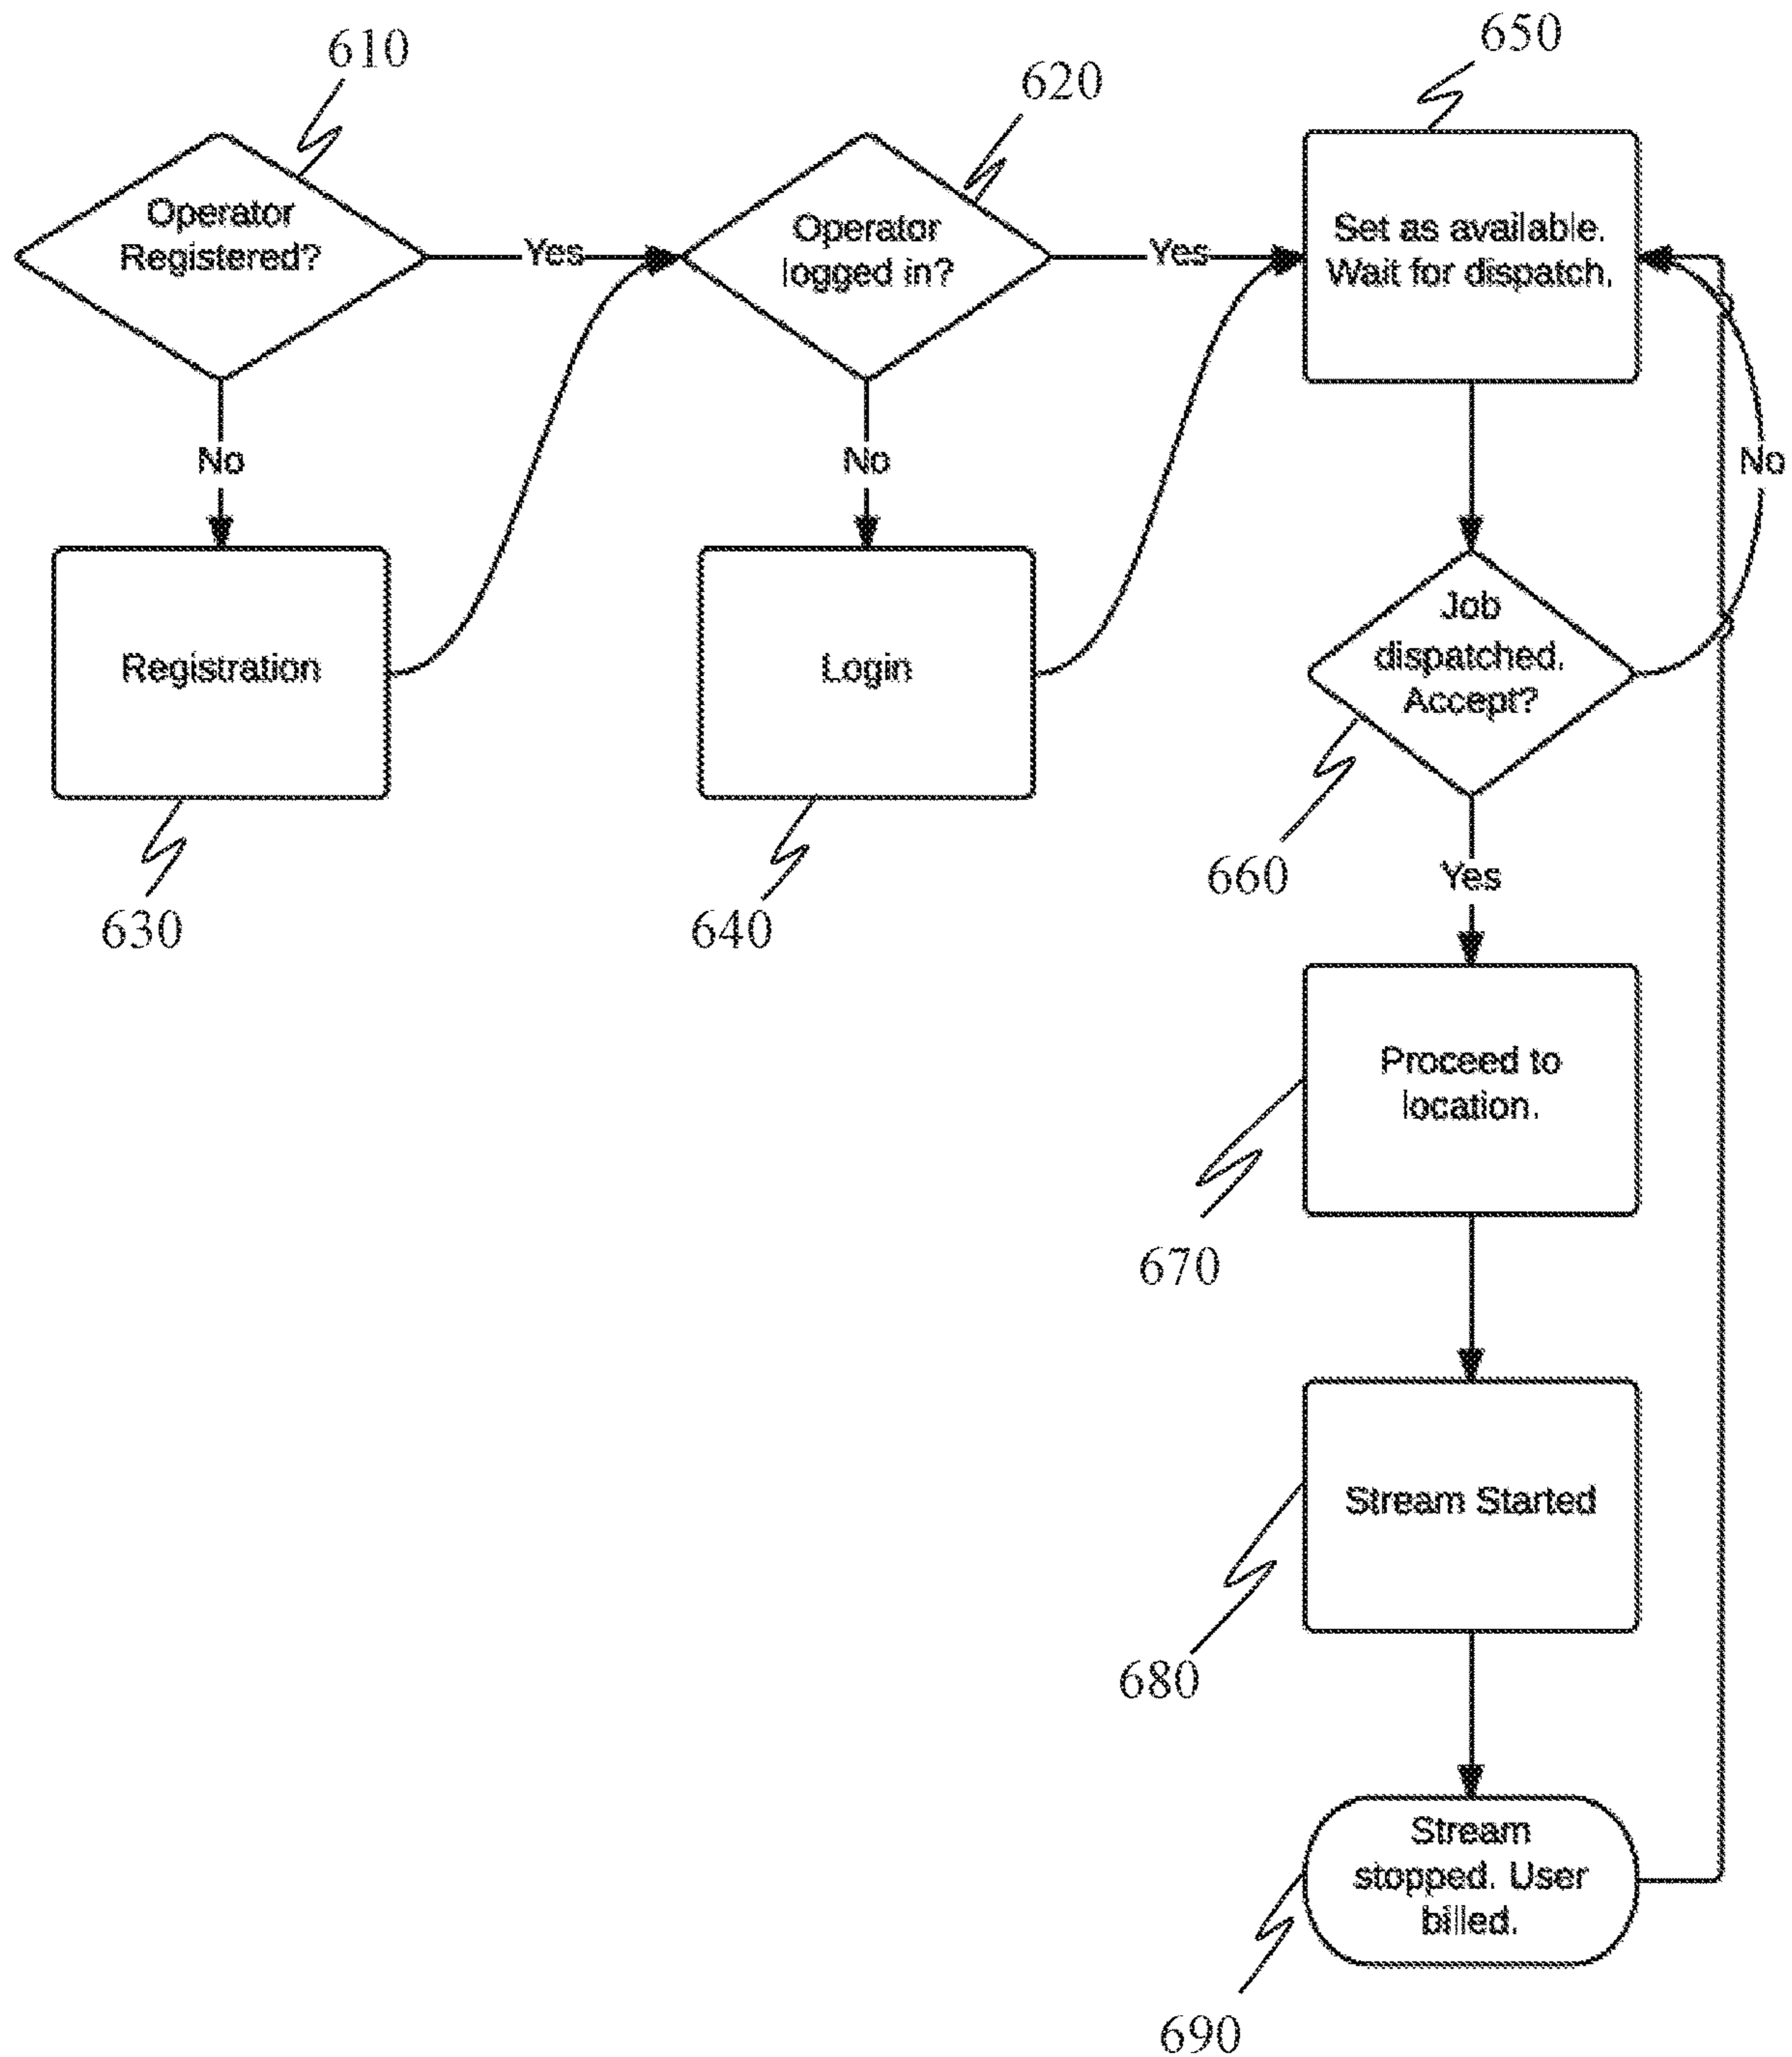 610
620
650
Operator
Registered?
Yes
Operator
logged in?
Yes
Set as available.
Wait for dispatch.
No
No
No
Registration
Login
Job
dispatched.
Accept?
630
640
660
Yes
Proceed to
location.
670
Stream Started
680
Stream
stopped. User
billed.
690